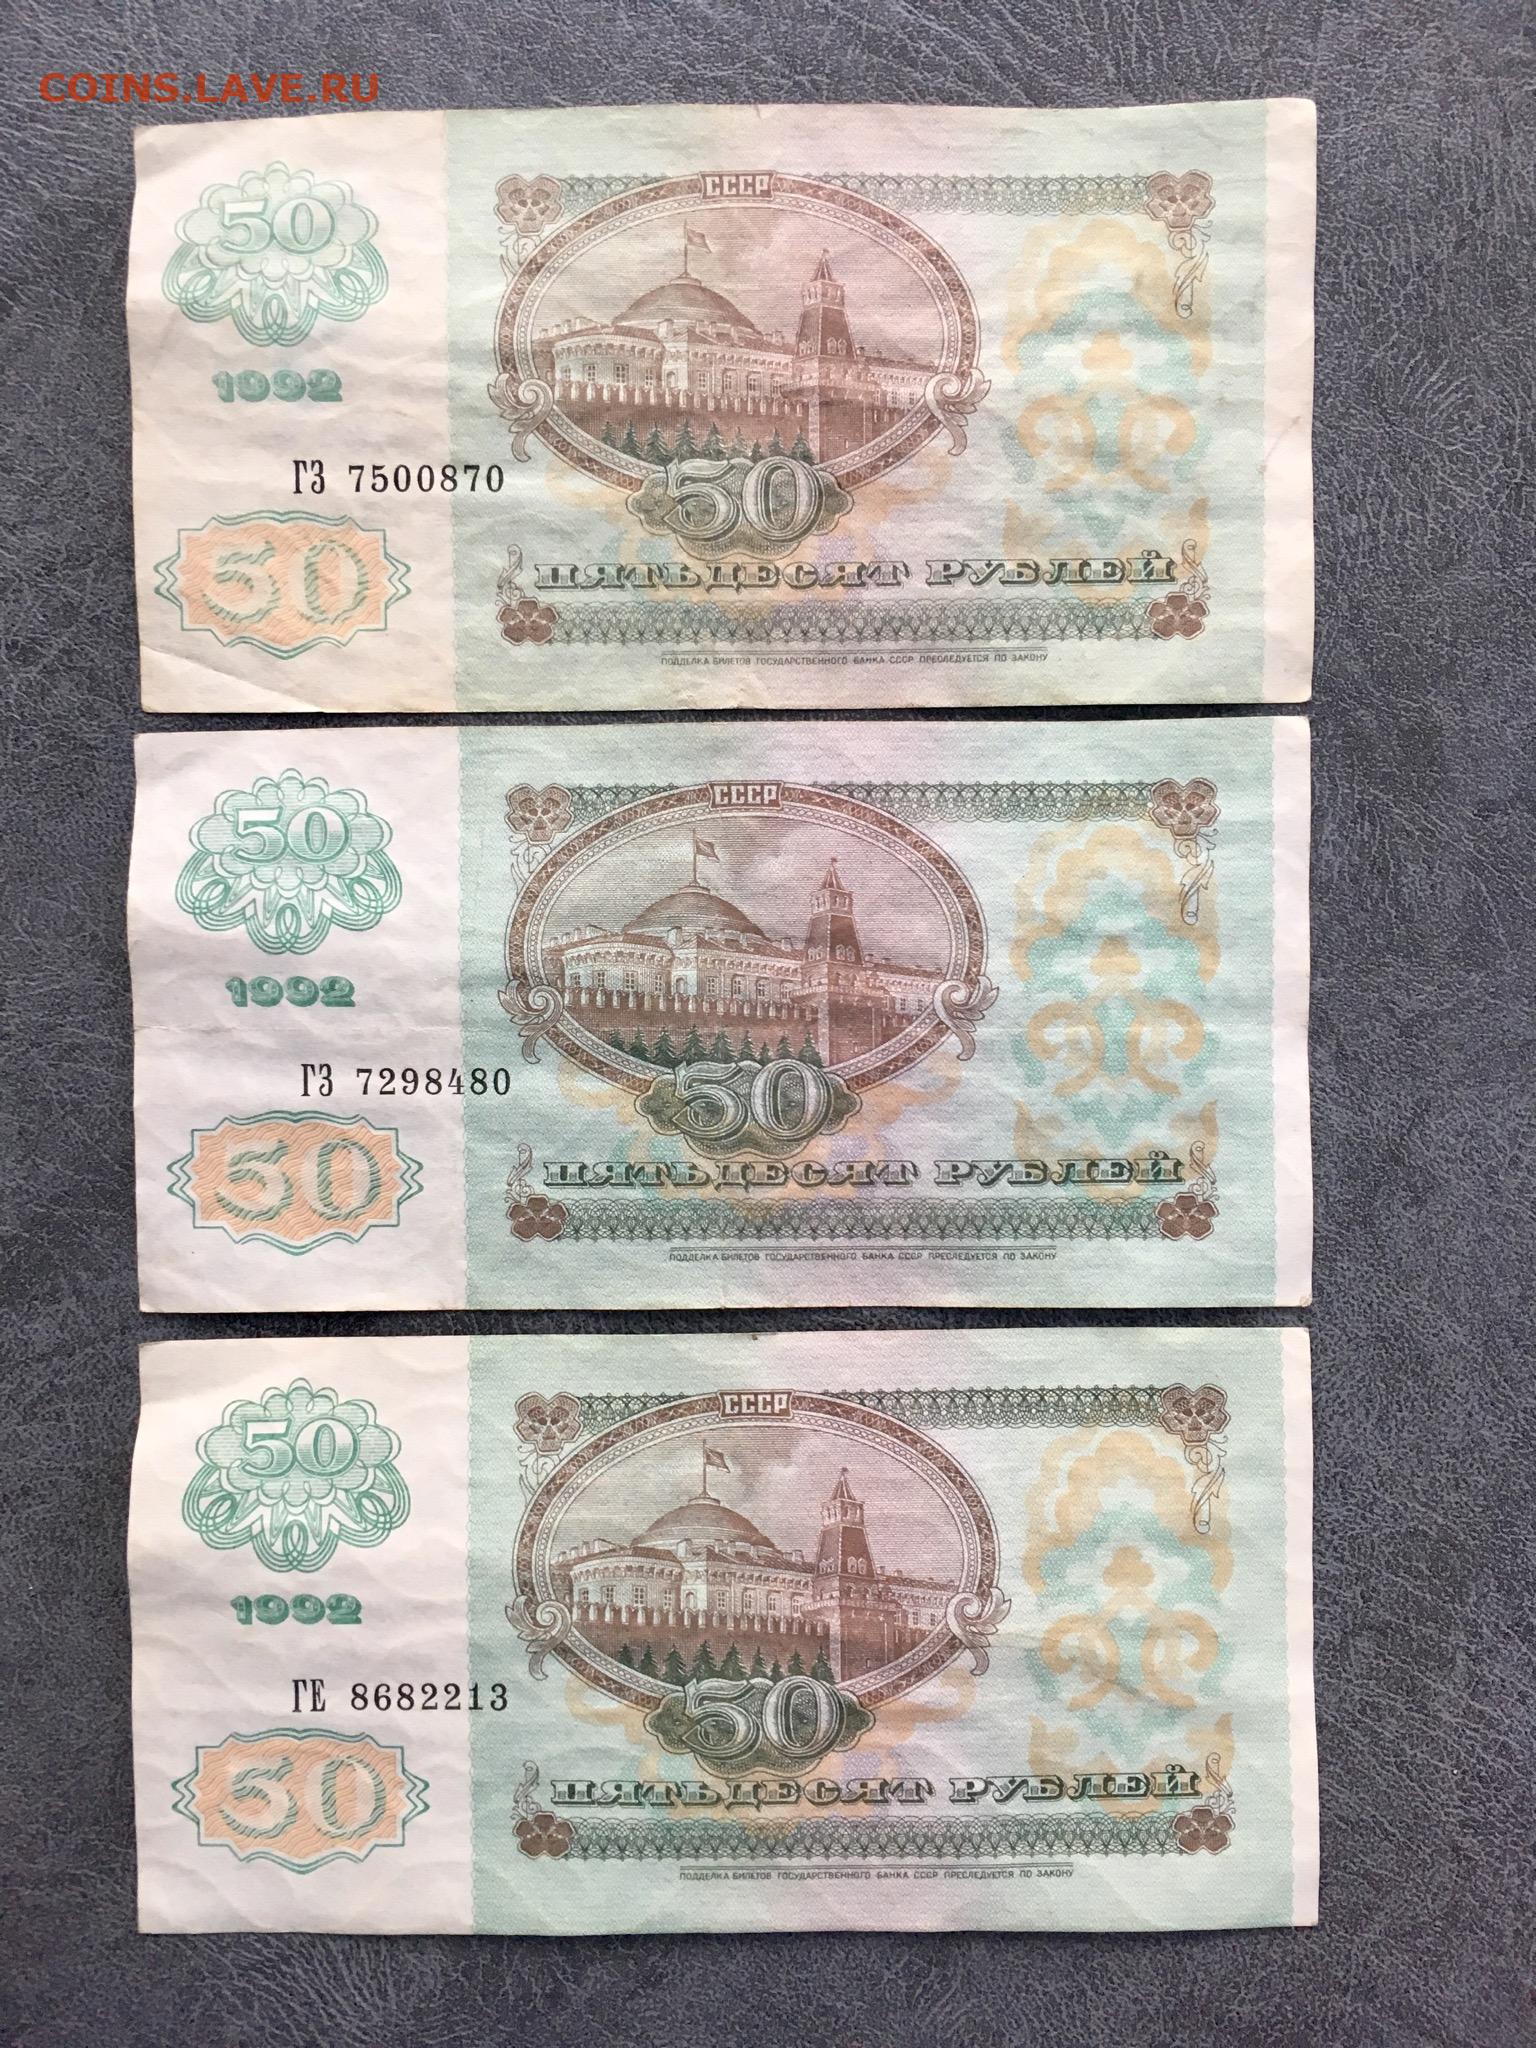 COINS.LAVE.RU
СССР
50
1992
ГЗ 7500870
50
50
ПЯТЬДЕСЯТ РУБЛЕЙ
ПОДДЕЛКА БИЛЕТОВ ГОСУДАРСТВЕННОГО БАНКА СССР ПРЕСЛЕДУЕТСЯ ПО ЗАКОНУ
СССР
50
1992
ГЗ 7298480
50
50
ПЯТЬДЕСЯТ РУБЛЕЙ
ПОДДЕЛКА БИЛЕТОВ ГОСУДАРСТВЕННОГО БАНКА СССР ПРЕСЛЕДУЕТСЯ ПО ЗАКОНУ
СССР
50
1992
ГЕ 8682213
50
50
ПЯТЬДЕСЯТ РУБЛЕЙ
ПОДДЕЛКА БИЛЕТОВ ГОСУДАРСТВЕННОГО БАНКА СССР ПРЕСЛЕДУЕТСЯ ПО ЗАКОНУ